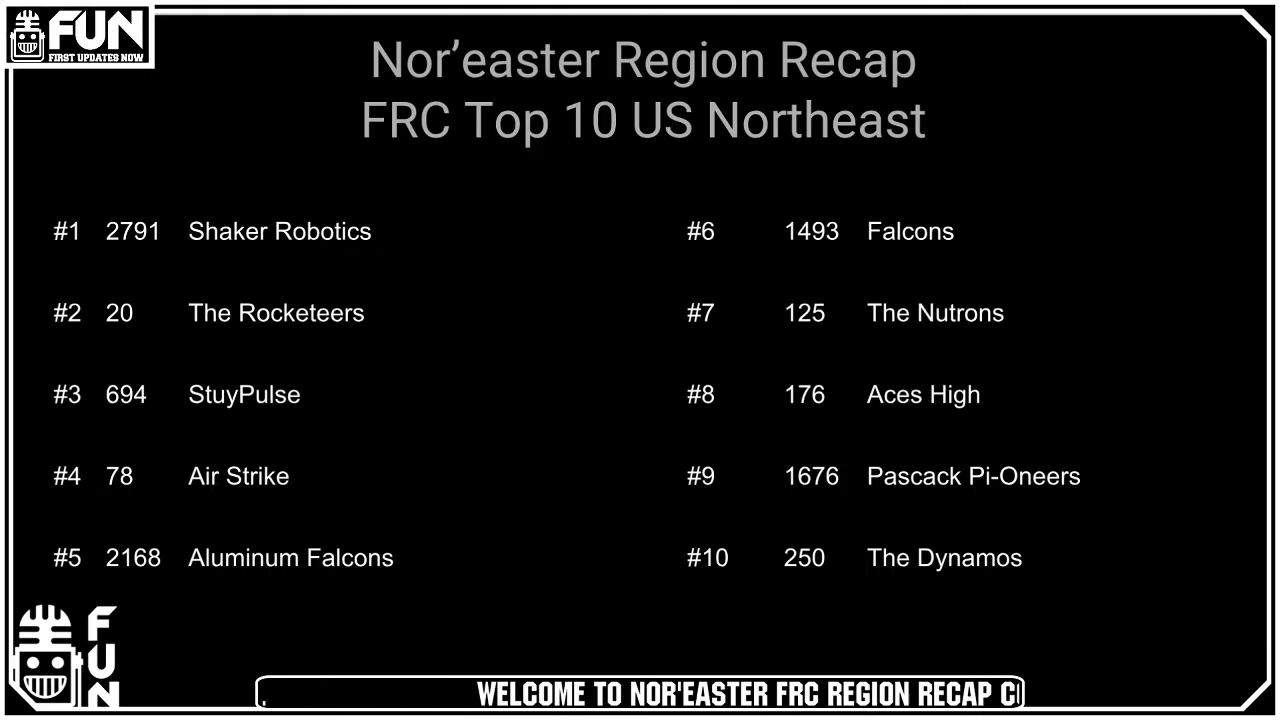 FUN
FIRST UPDATES NOW
Nor’easter Region Recap
FRC Top 10 US Northeast
#1 2791 Shaker Robotics
#2 20 The Rocketeers
#3 694 StuyPulse
#4 78 Air Strike
#5 2168 Aluminum Falcons
#6 1493 Falcons
#7 125 The Nutrons
#8 176 Aces High
#9 1676 Pascack Pi-Oneers
#10 250 The Dynamos
FUN
WELCOME TO NOR'EASTER FRC REGION RECAP